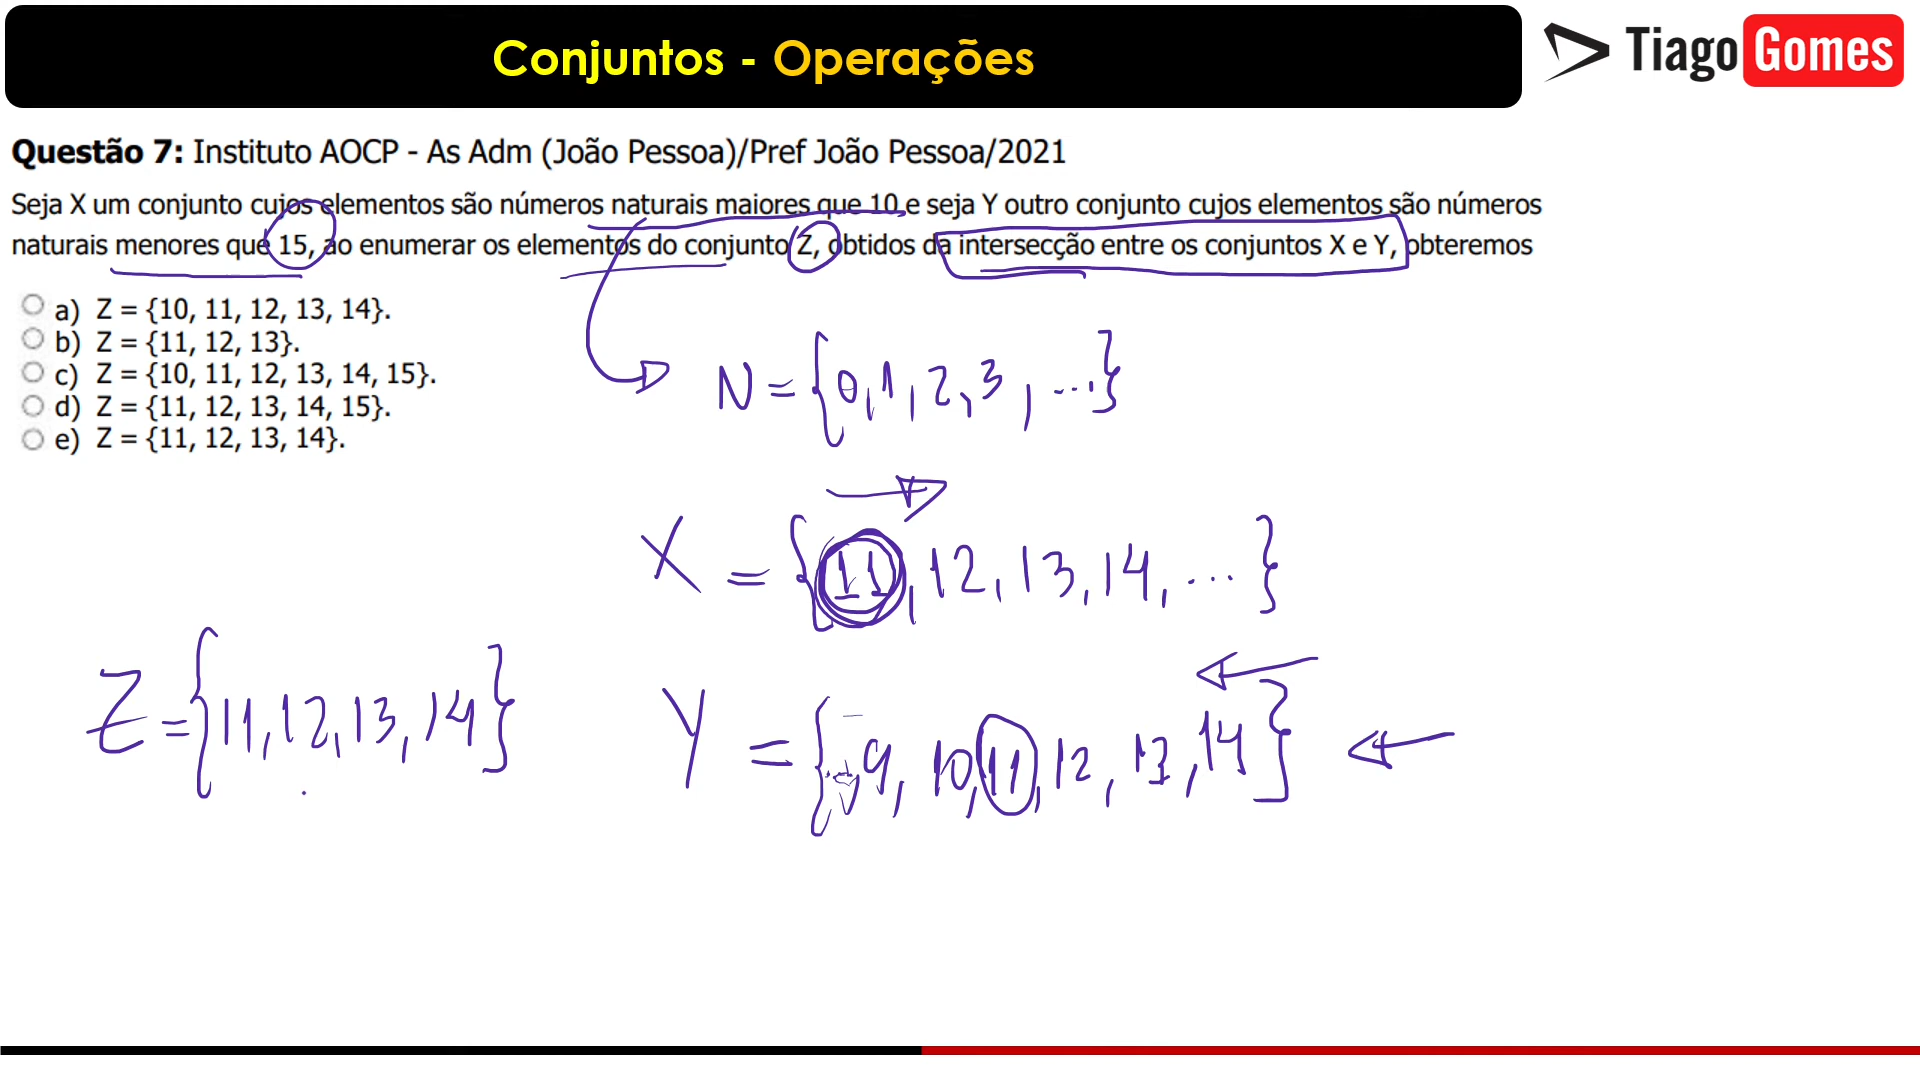 Conjuntos - Operações
Tiago Gomes
Questão 7: Instituto AOCP - As Adm (João Pessoa)/Pref João Pessoa/2021
Seja X um conjunto cujos elementos são números naturais maiores que 10 e seja Y outro conjunto cujos elementos são números
naturais menores que 15, ao enumerar os elementos do conjunto Z, obtidos da intersecção entre os conjuntos X e Y, obteremos
a) Z = {10, 11, 12, 13, 14}.
b) Z = {11, 12, 13}.
c) Z = {10, 11, 12, 13, 14, 15}.
d) Z = {11, 12, 13, 14, 15}.
e) Z = {11, 12, 13, 14}.
N = {0, 1, 2, 3, ...}
X = {11, 12, 13, 14, ...}
Z = {11, 12, 13, 14}
Y = {... 9, 10, 11, 12, 13, 14}